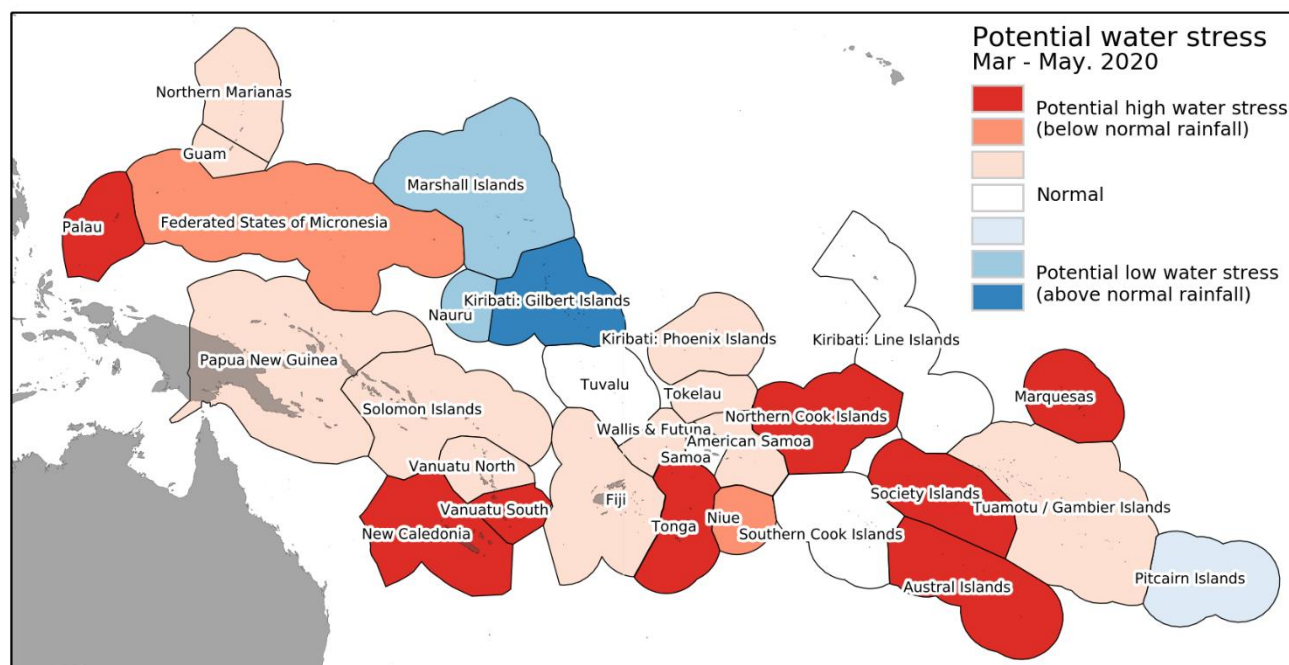 Potential water stress
Mar - May. 2020
Potential high water stress
(below normal rainfall)
Normal
Potential low water stress
(above normal rainfall)
Northern Marianas
Guam
Marshall Islands
Palau
Federated States of Micronesia
Nauru
Kiribati: Gilbert Islands
Kiribati: Phoenix Islands
Kiribati: Line Islands
Papua New Guinea
Tuvalu
Tokelau
Marquesas
Solomon Islands
Northern Cook Islands
Wallis & Futuna
American Samoa
Samoa
Vanuatu North
Vanuatu South
Fiji
Society Islands
Tuamotu / Gambier Islands
New Caledonia
Tonga
Niue
Southern Cook Islands
Pitcairn Islands
Austral Islands